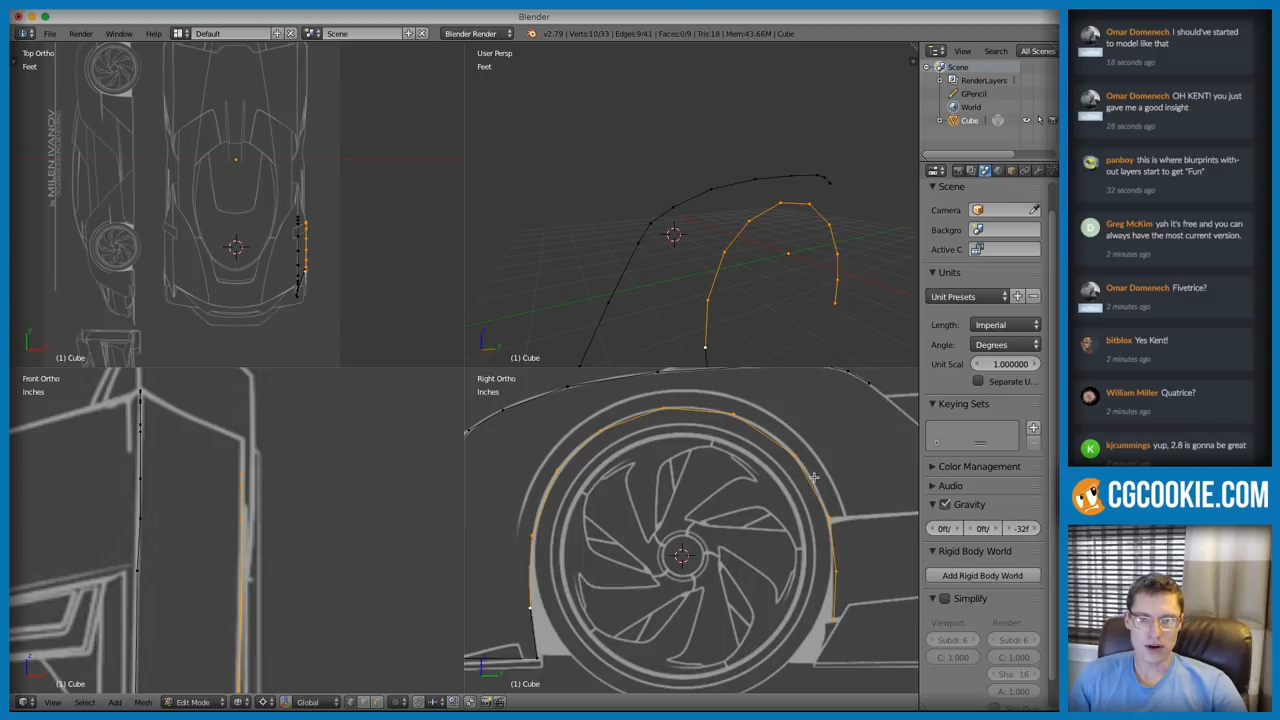 Blender
File
Render
Window
Help
Default
Scene
Blender Render
v2.79 | Verts:10/33 | Edges:9/41 | Faces:0/9 | Tris:18 | Mem:43.66M | Cube
View
Search
All Scenes
Top Ortho
Feet
by MILEN IVANOV
(1) Cube
User Persp
Feet
(1) Cube
Front Ortho
Inches
(1) Cube
Right Ortho
Inches
(1) Cube
View
Select
Add
Mesh
Edit Mode
Global
Scene
RenderLayers
GPencil
World
Cube
Scene
Camera
Backgro
Active C
Units
Unit Presets
Length:
Imperial
Angle:
Degrees
Unit Scal
1.000000
Separate U...
Keying Sets
Color Management
Audio
Gravity
0ft/
0ft/
-32f
Rigid Body World
Add Rigid Body World
Simplify
Viewport:
Render:
Subdi: 6
Subdi: 6
C: 1.000
C: 1.000
Sha: 16
A: 1.000
Omar Domenech I should've started
to model like that
18 seconds ago
Omar Domenech OH KENT! you just
gave me a good insight
28 seconds ago
panboy this is where blurprints with-
out layers start to get "Fun"
32 seconds ago
Greg McKim yah it's free and you can
always have the most current version.
2 minutes ago
Omar Domenech Fivetrice?
2 minutes ago
bitblox Yes Kent!
2 minutes ago
William Miller Quatrice?
2 minutes ago
kjcummings yup, 2.8 is gonna be great
CGCOOKIE.COM